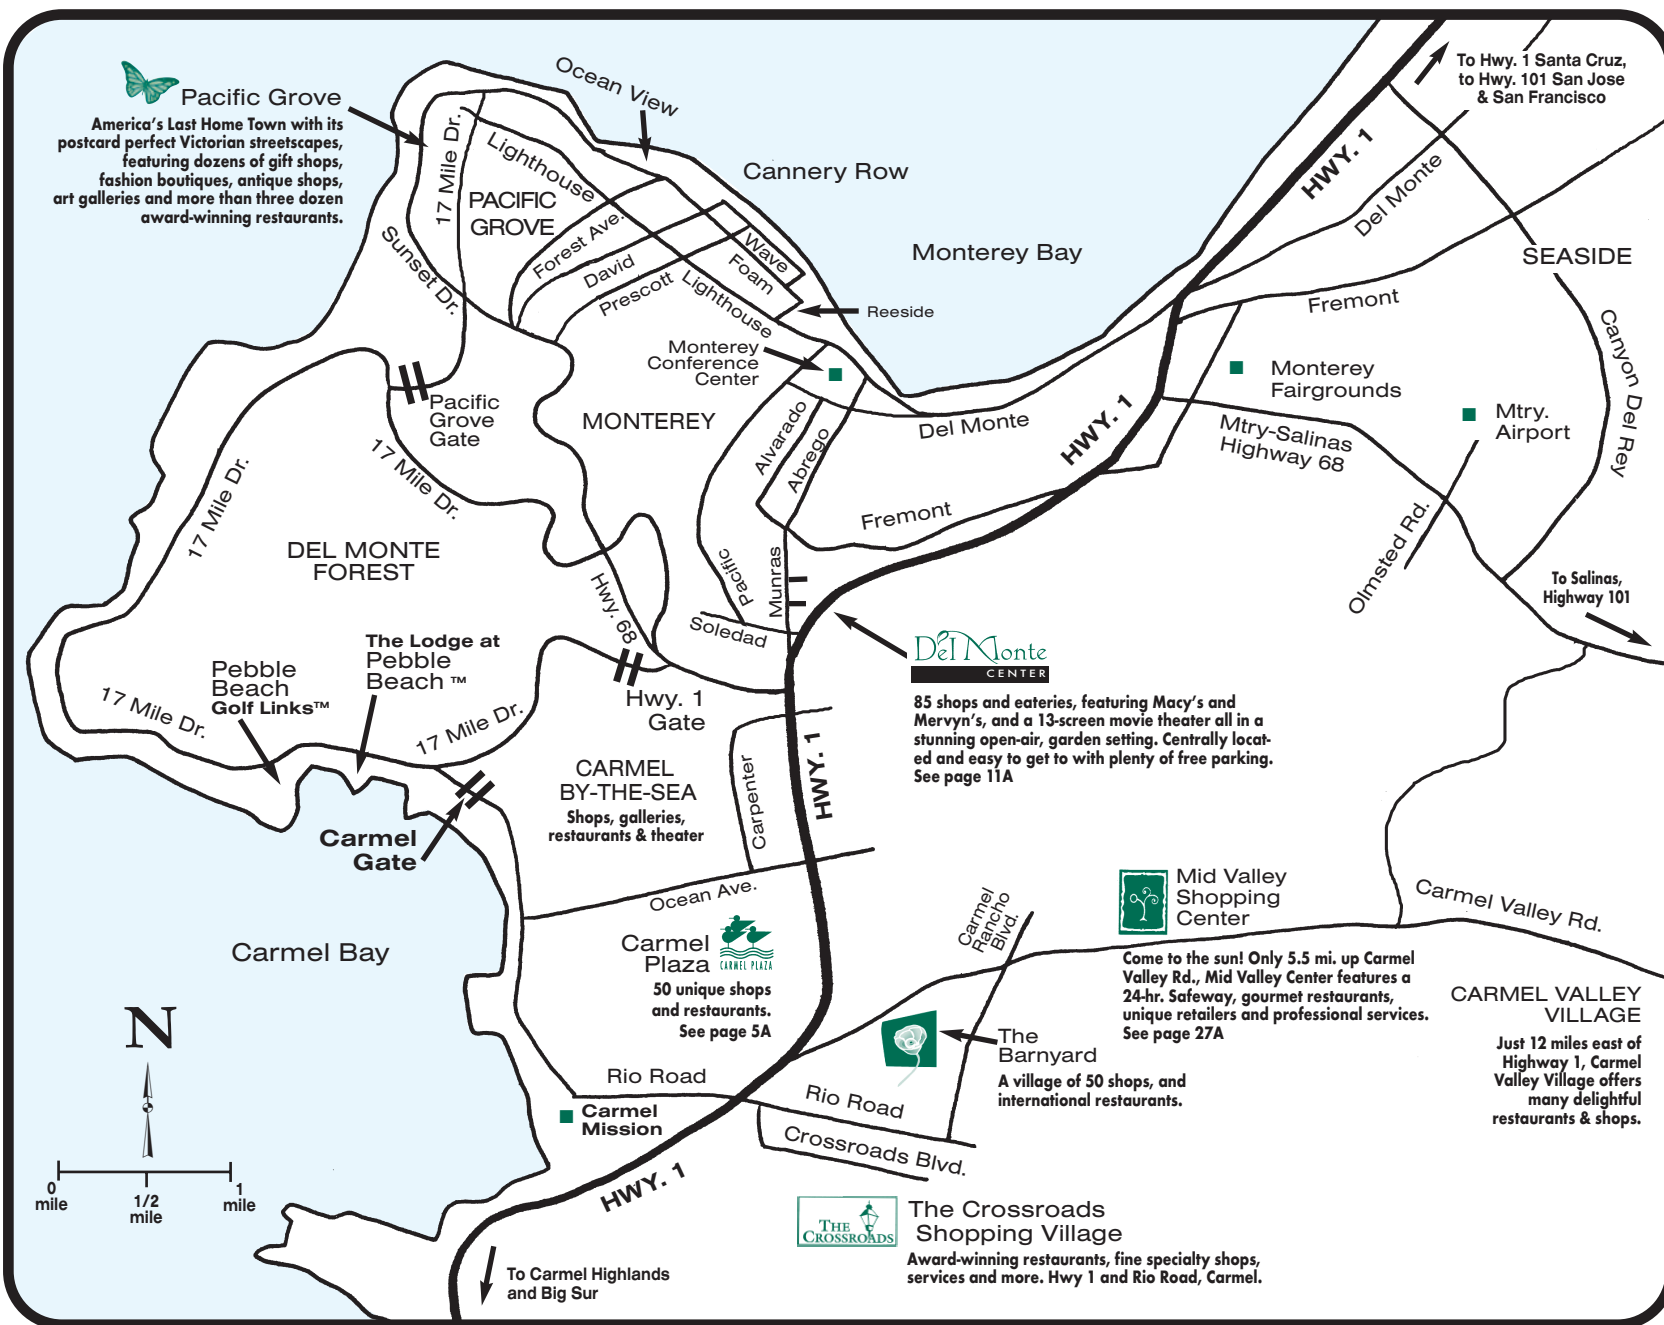 Pacific Grove
America's Last Home Town with its
postcard perfect Victorian streetscapes,
featuring dozens of gift shops,
fashion boutiques, antique shops,
art galleries and more than three dozen
award-winning restaurants.
Ocean View
Cannery Row
Monterey Bay
To Hwy. 1 Santa Cruz,
to Hwy. 101 San Jose
& San Francisco
HWY. 1
Del Monte
SEASIDE
Fremont
Canyon Del Rey
17 Mile Dr.
Lighthouse
PACIFIC
GROVE
Sunset Dr.
Forest Ave.
David
Prescott
Lighthouse
Wave
Foam
Reeside
Monterey
Conference
Center
Monterey
Fairgrounds
Mtry.
Airport
Mtry-Salinas
Highway 68
Olmsted Rd.
To Salinas,
Highway 101
Pacific
Grove
Gate
MONTEREY
Alvarado
Abrego
Del Monte
HWY. 1
Fremont
17 Mile Dr.
17 Mile Dr.
DEL MONTE
FOREST
Hwy. 68
Pacific
Munras
Soledad
Del Monte
CENTER
85 shops and eateries, featuring Macy's and
Mervyn's, and a 13-screen movie theater all in a
stunning open-air, garden setting. Centrally locat-
ed and easy to get to with plenty of free parking.
See page 11A
The Lodge at
Pebble
Beach ™
Pebble
Beach
Golf Links™
17 Mile Dr.
17 Mile Dr.
Hwy. 1
Gate
CARMEL
BY-THE-SEA
Shops, galleries,
restaurants & theater
Carpenter
HWY. 1
Carmel
Gate
Ocean Ave.
Carmel
Plaza
CARMEL PLAZA
50 unique shops
and restaurants.
See page 5A
Carmel Bay
Carmel
Rancho
Blvd.
Mid Valley
Shopping
Center
Come to the sun! Only 5.5 mi. up Carmel
Valley Rd., Mid Valley Center features a
24-hr. Safeway, gourmet restaurants,
unique retailers and professional services.
See page 27A
Carmel Valley Rd.
CARMEL VALLEY
VILLAGE
Just 12 miles east of
Highway 1, Carmel
Valley Village offers
many delightful
restaurants & shops.
The
Barnyard
A village of 50 shops, and
international restaurants.
N
0
mile
1/2
mile
1
mile
Rio Road
Carmel
Mission
Rio Road
Crossroads Blvd.
HWY. 1
THE
CROSSROADS
The Crossroads
Shopping Village
Award-winning restaurants, fine specialty shops,
services and more. Hwy 1 and Rio Road, Carmel.
To Carmel Highlands
and Big Sur